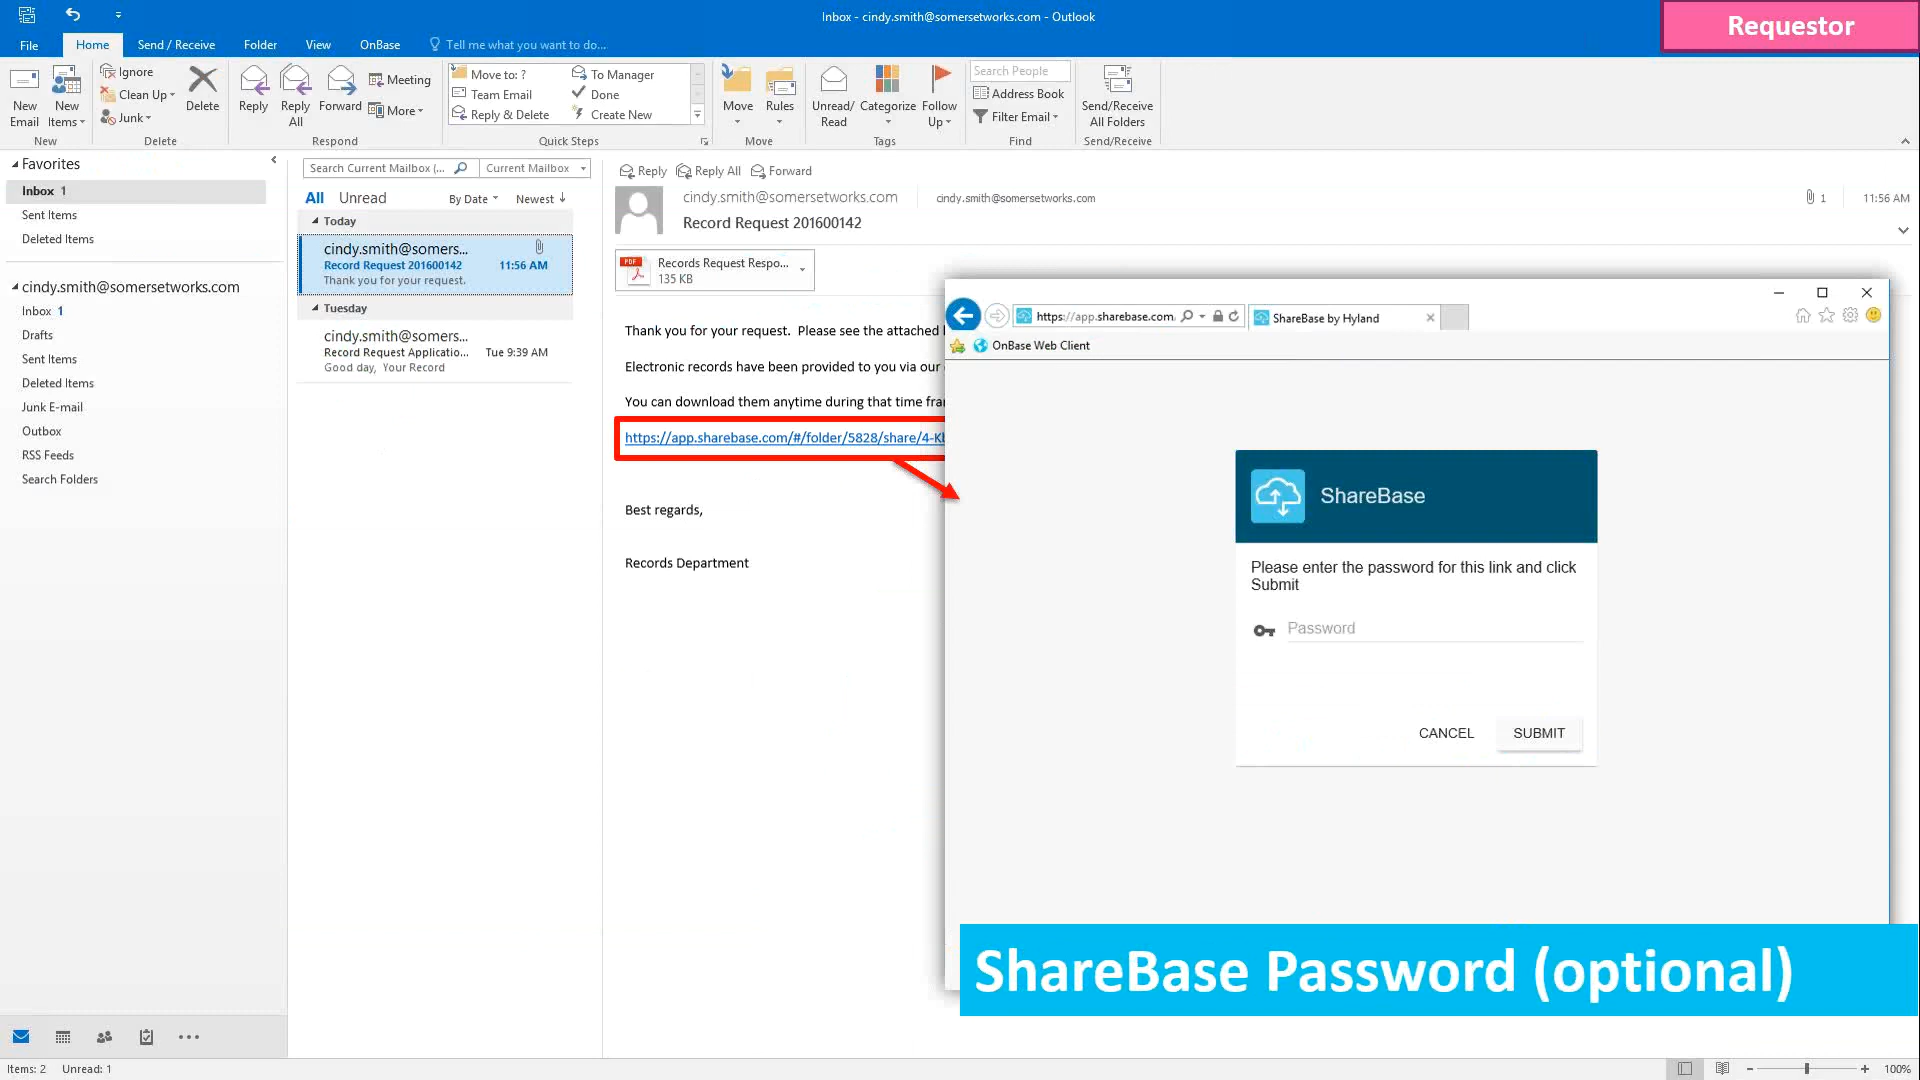 Inbox - cindy.smith@somersetworks.com - Outlook
Requestor
File Home Send / Receive Folder View OnBase Tell me what you want to do...
New Email
New Items
New
Ignore
Clean Up
Junk
Delete
Delete
Reply
Reply All
Forward
Meeting
More
Respond
Move to: ?
Team Email
Reply & Delete
To Manager
Done
Create New
Quick Steps
Move
Rules
Move
Unread/ Read
Categorize
Follow Up
Tags
Search People
Address Book
Filter Email
Find
Send/Receive All Folders
Send/Receive
Favorites
Inbox 1
Sent Items
Deleted Items
cindy.smith@somersetworks.com
Inbox 1
Drafts
Sent Items
Deleted Items
Junk E-mail
Outbox
RSS Feeds
Search Folders
Search Current Mailbox (... Current Mailbox
All Unread By Date Newest
Today
cindy.smith@somers...
Record Request 201600142 11:56 AM
Thank you for your request.
Tuesday
cindy.smith@somers...
Record Request Applicatio... Tue 9:39 AM
Good day, Your Record
Reply Reply All Forward
cindy.smith@somersetworks.com cindy.smith@somersetworks.com 1 11:56 AM
Record Request 201600142
PDF
Records Request Respo...
135 KB
Thank you for your request. Please see the attached
Electronic records have been provided to you via our
You can download them anytime during that time
https://app.sharebase.com/#/folder/5828/share/4-
Best regards,
Records Department
https://app.sharebase.com
ShareBase by Hyland
OnBase Web Client
ShareBase
Please enter the password for this link and click
Submit
Password
CANCEL SUBMIT
ShareBase Password (optional)
Items: 2 Unread: 1
100%